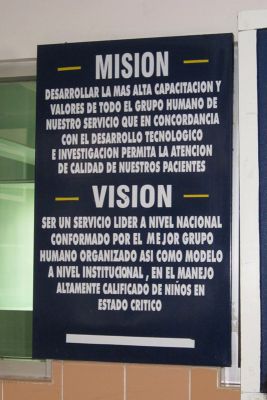 MISION
DESARROLLAR LA MAS ALTA CAPACITACION Y
VALORES DE TODO EL GRUPO HUMANO DE
NUESTRO SERVICIO QUE EN CONCORDANCIA
CON EL DESARROLLO TECNOLOGICO
E INVESTIGACION PERMITA LA ATENCION
DE CALIDAD DE NUESTROS PACIENTES
VISION
SER UN SERVICIO LIDER A NIVEL NACIONAL
CONFORMADO POR EL MEJOR GRUPO
HUMANO ORGANIZADO ASI COMO MODELO
A NIVEL INSTITUCIONAL , EN EL MANEJO
ALTAMENTE CALIFICADO DE NIÑOS EN
ESTADO CRITICO